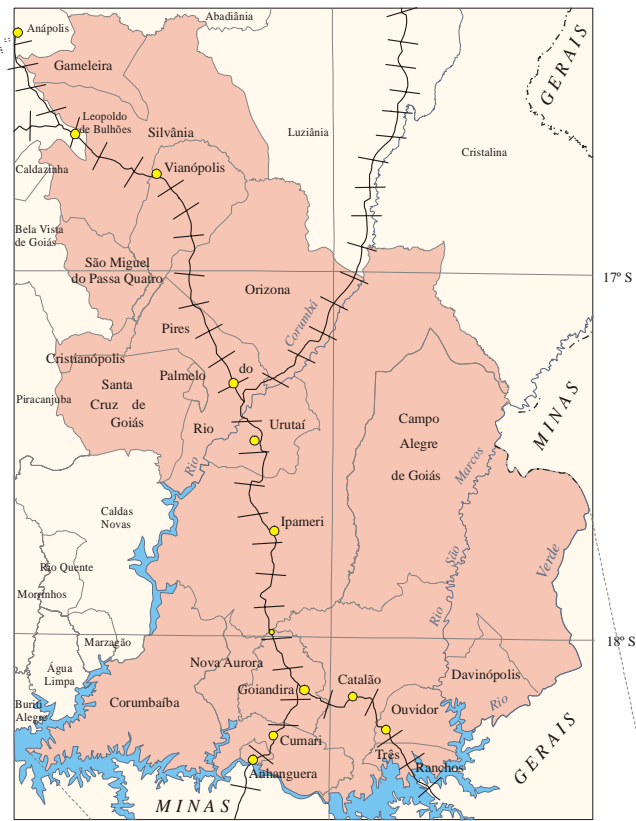 Abadiânia
Anápolis
GERAIS
Gameleira
Leopoldo
de Bulhões
Silvânia
Luziânia
Cristalina
Caldazinha
Vianópolis
Bela Vista
de Goiás
São Miguel
do Passa Quatro
17º S
Orizona
Corumbá
Pires
Cristianópolis
Palmelo
do
Santa
Cruz de
Goiás
Piracanjuba
MINAS
Campo
Alegre
de Goiás
Rio
Urutaí
Rio
Marcos
Caldas
Novas
Ipameri
São
Verde
Rio Quente
Morrinhos
Rio
Marzagão
18º S
Nova Aurora
Água
Limpa
Davinópolis
Goiandira
Catalão
Corumbaíba
Rio
Buriti
Alegre
Ouvidor
Cumari
GERAIS
Três
Ranchos
Anhanguera
MINAS